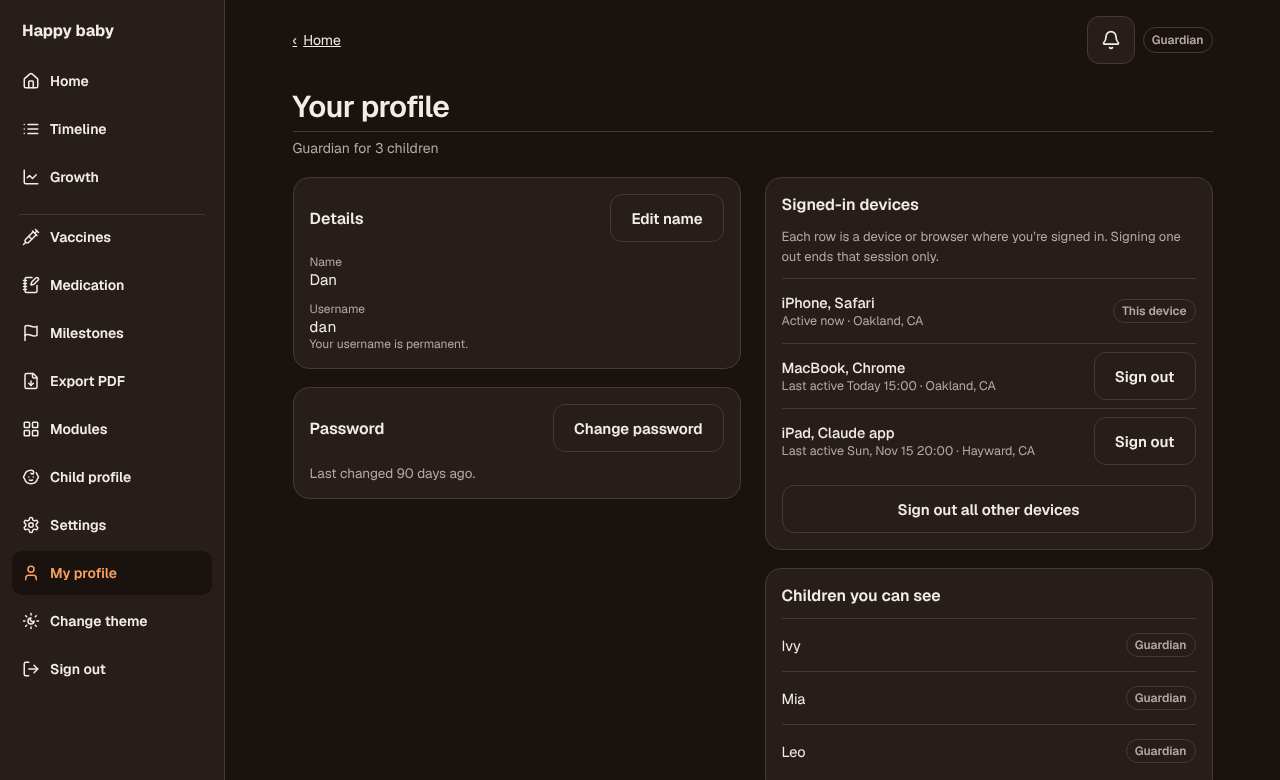 Happy baby
Home
Timeline
Growth
Vaccines
Medication
Milestones
Export PDF
Modules
Child profile
Settings
My profile
Change theme
Sign out
‹ Home
Guardian
Your profile
Guardian for 3 children
Details
Edit name
Name
Dan
Username
dan
Your username is permanent.
Password
Change password
Last changed 90 days ago.
Signed-in devices
Each row is a device or browser where you're signed in. Signing one
out ends that session only.
iPhone, Safari
Active now · Oakland, CA
This device
MacBook, Chrome
Last active Today 15:00 · Oakland, CA
Sign out
iPad, Claude app
Last active Sun, Nov 15 20:00 · Hayward, CA
Sign out
Sign out all other devices
Children you can see
Ivy
Guardian
Mia
Guardian
Leo
Guardian